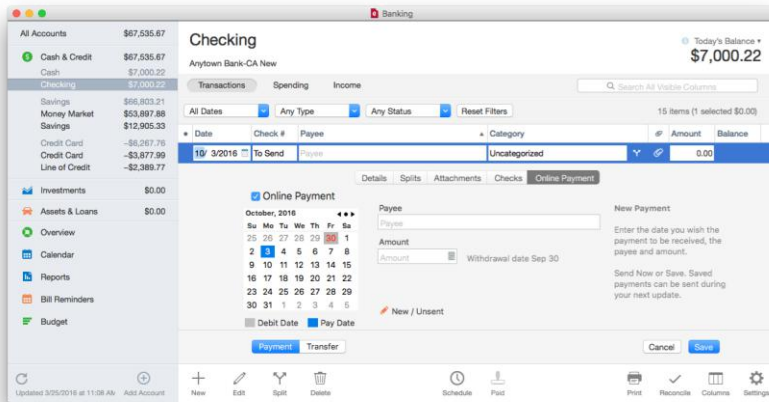 Banking
All Accounts $67,535.67
Cash & Credit $67,535.67
Cash $7,000.22
Checking $7,000.22
Savings $66,803.21
Money Market $53,897.88
Savings $12,905.33
Credit Card -$6,267.76
Credit Card -$3,877.99
Line of Credit -$2,389.77
Investments $0.00
Assets & Loans $0.00
Overview
Calendar
Reports
Bill Reminders
Budget
Updated 3/25/2016 at 11:08 AM Add Account
Checking
Anytown Bank-CA New
Today's Balance
$7,000.22
Transactions Spending Income
Search All Visible Columns
All Dates Any Type Any Status Reset Filters
15 items (1 selected $0.00)
Date Check # Payee Category Amount Balance
10/ 3/2016 To Send Payee Uncategorized 0.00
Details Splits Attachments Checks Online Payment
Online Payment
October, 2016
Su Mo Tu We Th Fr Sa
25 26 27 28 29 30 1
2 3 4 5 6 7 8
9 10 11 12 13 14 15
16 17 18 19 20 21 22
23 24 25 26 27 28 29
30 31 1 2 3 4 5
Debit Date Pay Date
Payee
Payee
Amount
Amount Withdrawal date Sep 30
New / Unsent
New Payment
Enter the date you wish the
payment to be received, the
payee and amount.
Send Now or Save. Saved
payments can be sent during
your next update.
Payment Transfer
Cancel Save
New Edit Split Delete Schedule Paid Print Reconcile Columns Settings